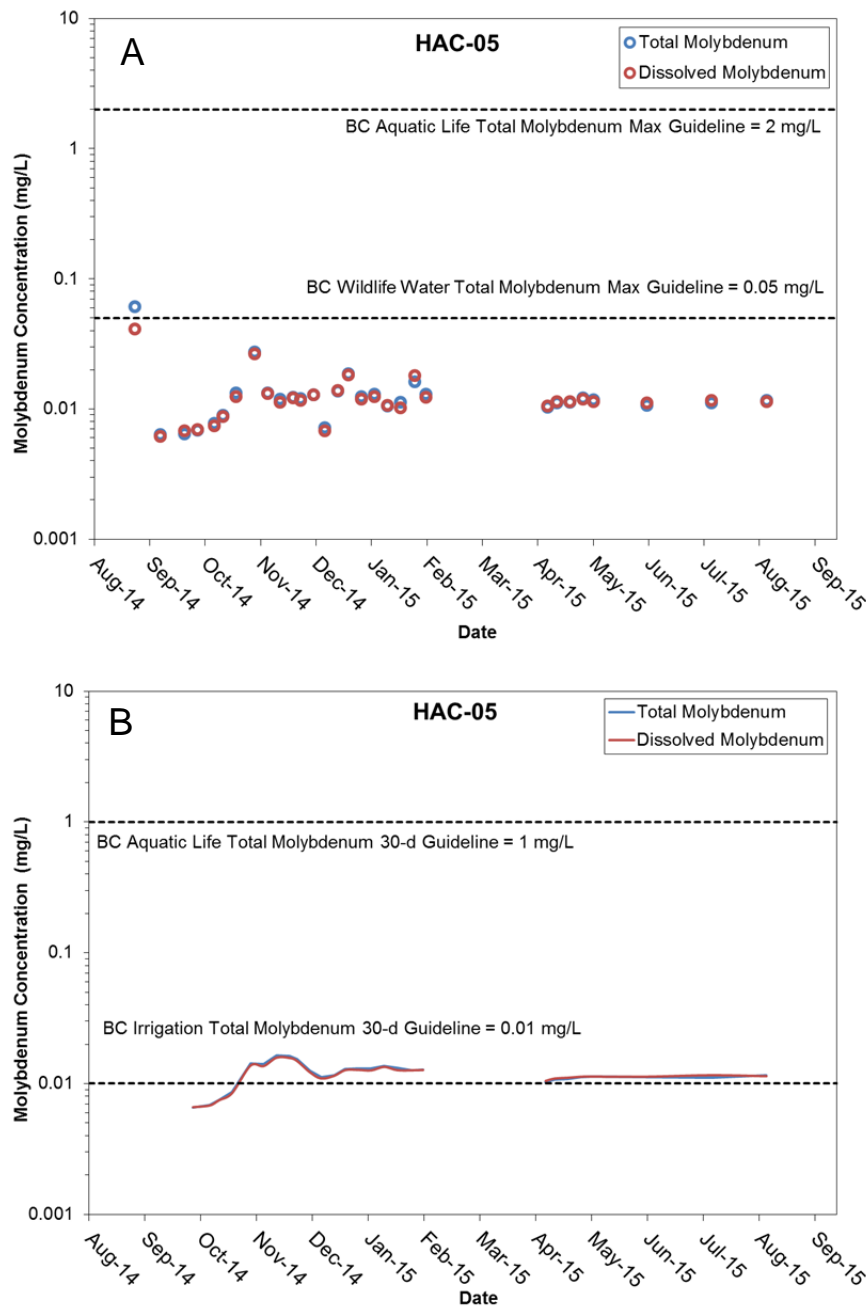 A
HAC-05
Total Molybdenum
Dissolved Molybdenum
10
1
0.1
0.01
0.001
Molybdenum Concentration (mg/L)
BC Aquatic Life Total Molybdenum Max Guideline = 2 mg/L
BC Wildlife Water Total Molybdenum Max Guideline = 0.05 mg/L
Aug-14
Sep-14
Oct-14
Nov-14
Dec-14
Jan-15
Feb-15
Mar-15
Apr-15
May-15
Jun-15
Jul-15
Aug-15
Sep-15
Date
B
HAC-05
Total Molybdenum
Dissolved Molybdenum
10
1
0.1
0.01
0.001
Molybdenum Concentration (mg/L)
BC Aquatic Life Total Molybdenum 30-d Guideline = 1 mg/L
BC Irrigation Total Molybdenum 30-d Guideline = 0.01 mg/L
Aug-14
Sep-14
Oct-14
Nov-14
Dec-14
Jan-15
Feb-15
Mar-15
Apr-15
May-15
Jun-15
Jul-15
Aug-15
Sep-15
Date